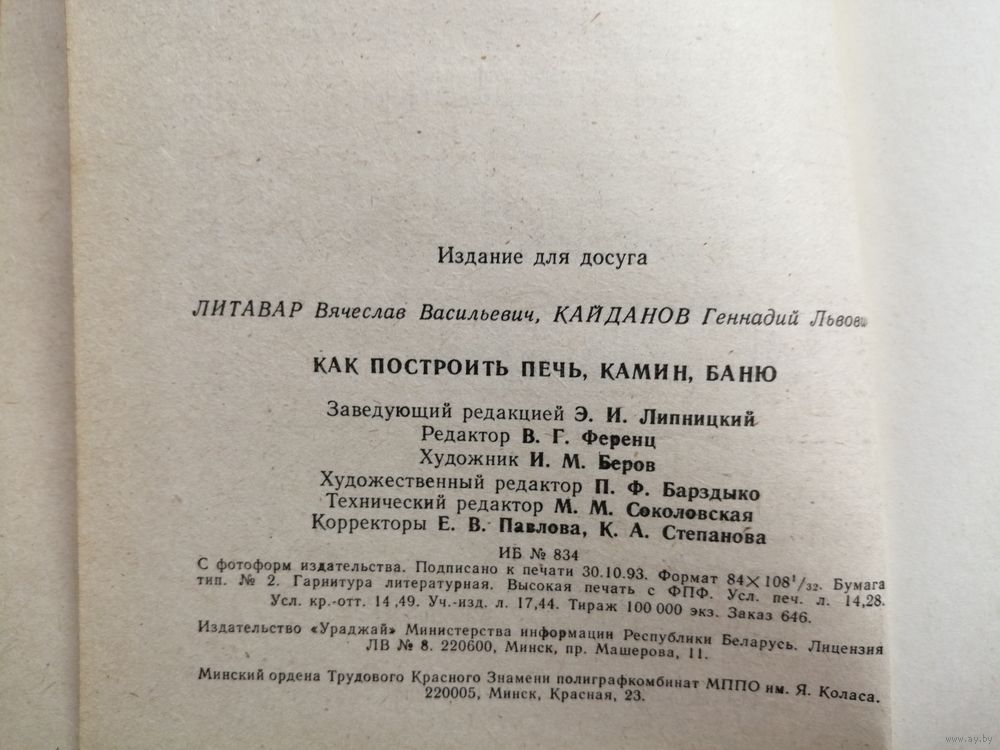 Издание для досуга
ЛИТАВАР Вячеслав Васильевич, КАЙДАНОВ Геннадий Львови
КАК ПОСТРОИТЬ ПЕЧЬ, КАМИН, БАНЮ
Заведующий редакцией Э. И. Липницкий
Редактор В. Г. Ференц
Художник И. М. Беров
Художественный редактор П. Ф. Барздыко
Технический редактор М. М. Соколовская
Корректоры Е. В. Павлова, К. А. Степанова
ИБ № 834
С фотоформ издательства. Подписано к печати 30.10.93. Формат 84×108¹/₃₂. Бумага
тип. № 2. Гарнитура литературная. Высокая печать с ФПФ. Усл. печ. л. 14,28.
Усл. кр.-отт. 14,49. Уч.-изд. л. 17,44. Тираж 100 000 экз. Заказ 646.
Издательство «Ураджай» Министерства информации Республики Беларусь. Лицензия
ЛВ № 8. 220600, Минск, пр. Машерова, 11.
Минский ордена Трудового Красного Знамени полиграфкомбинат МППО им. Я. Коласа.
220005, Минск, Красная, 23.
www.ay.by